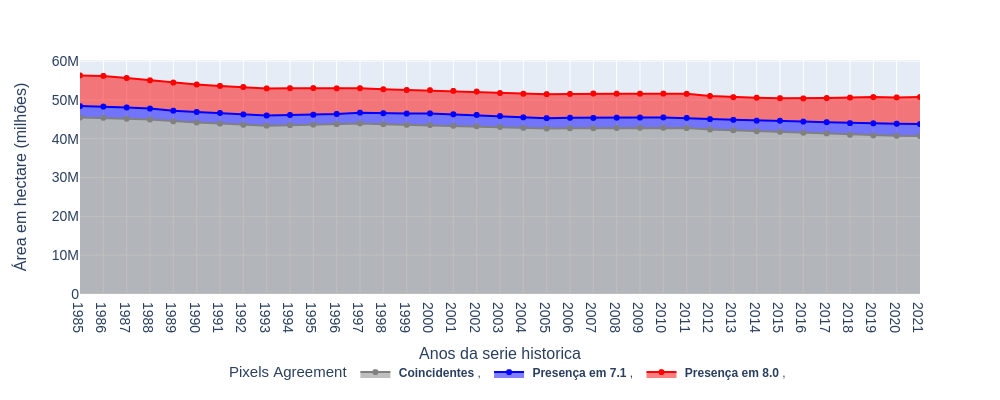 Área em hectare (milhões)
60M
50M
40M
30M
20M
10M
0
1985 1986 1987 1988 1989 1990 1991 1992 1993 1994 1995 1996 1997 1998 1999 2000 2001 2002 2003 2004 2005 2006 2007 2008 2009 2010 2011 2012 2013 2014 2015 2016 2017 2018 2019 2020 2021
Anos da serie historica
Pixels Agreement Coincidentes , Presença em 7.1 , Presença em 8.0 ,